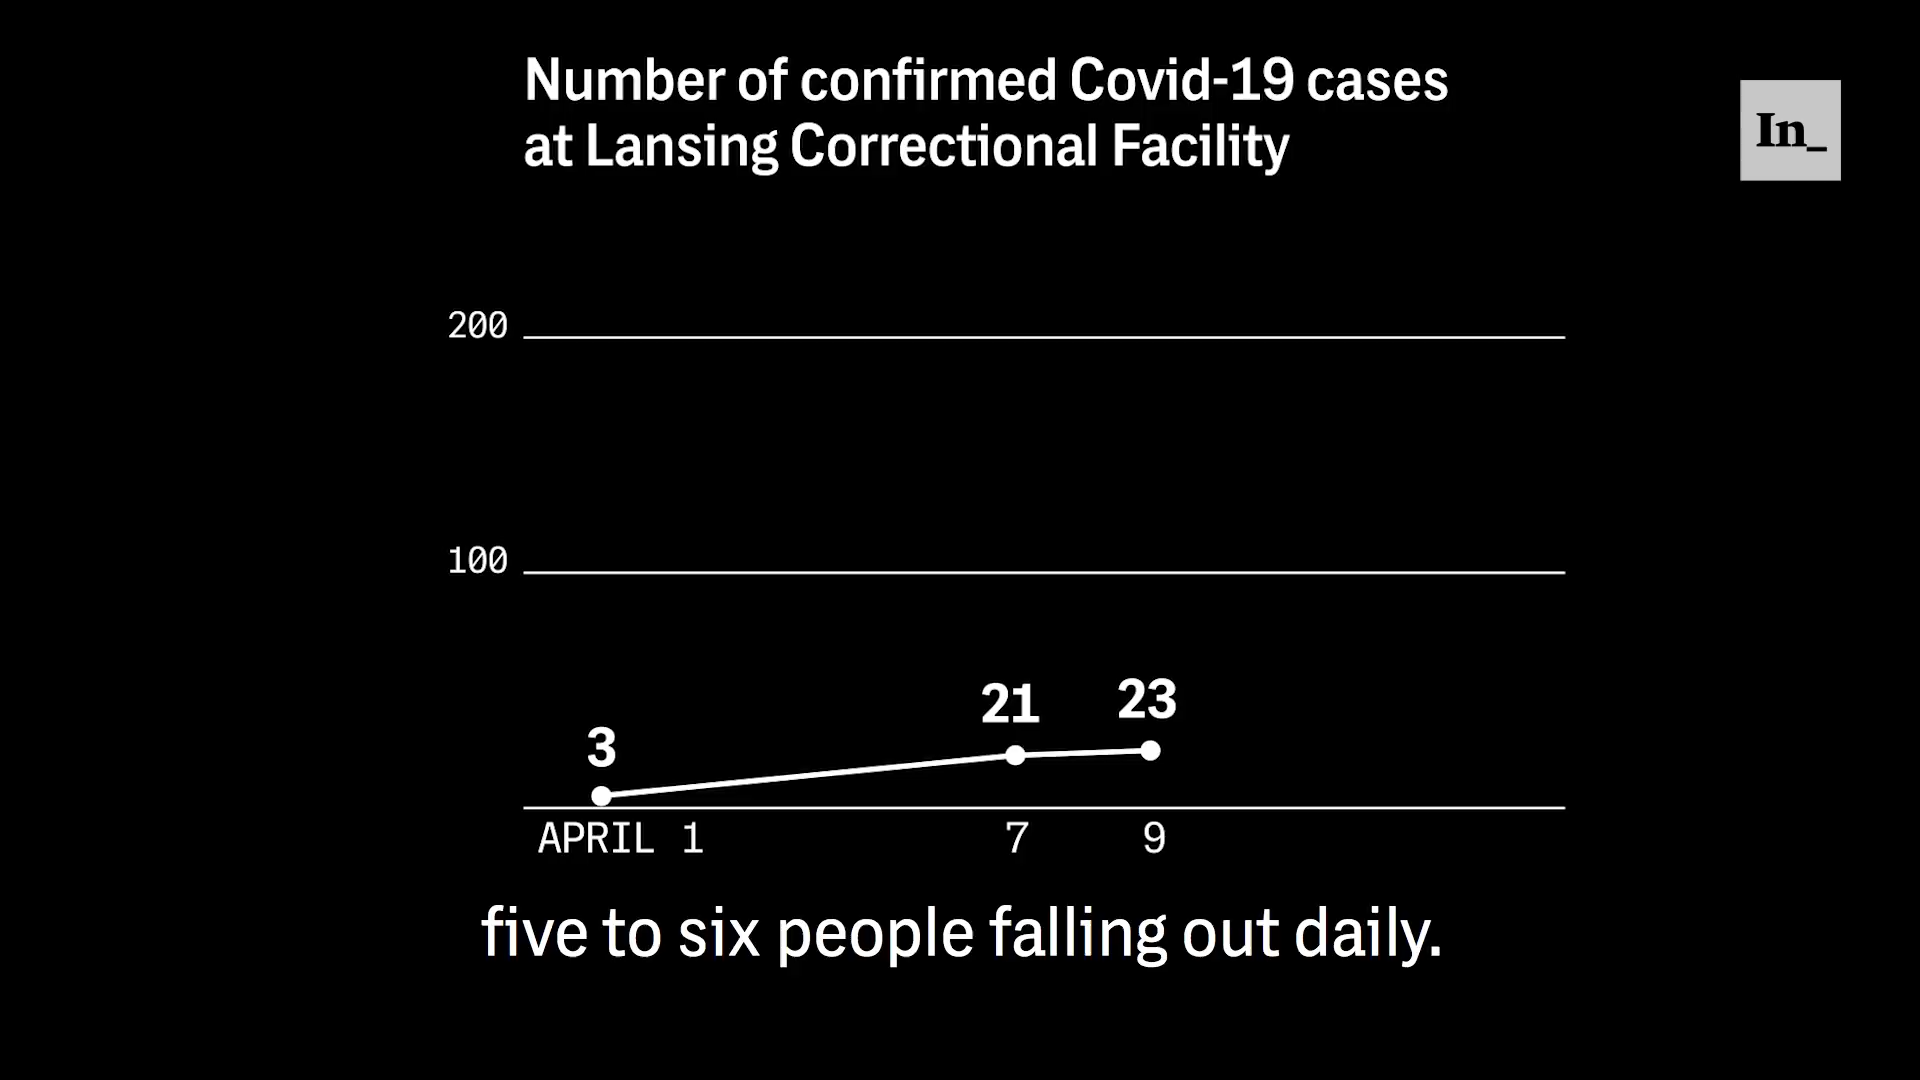 Number of confirmed Covid-19 cases
at Lansing Correctional Facility
In_
200
100
3
21
23
APRIL 1
7
9
five to six people falling out daily.